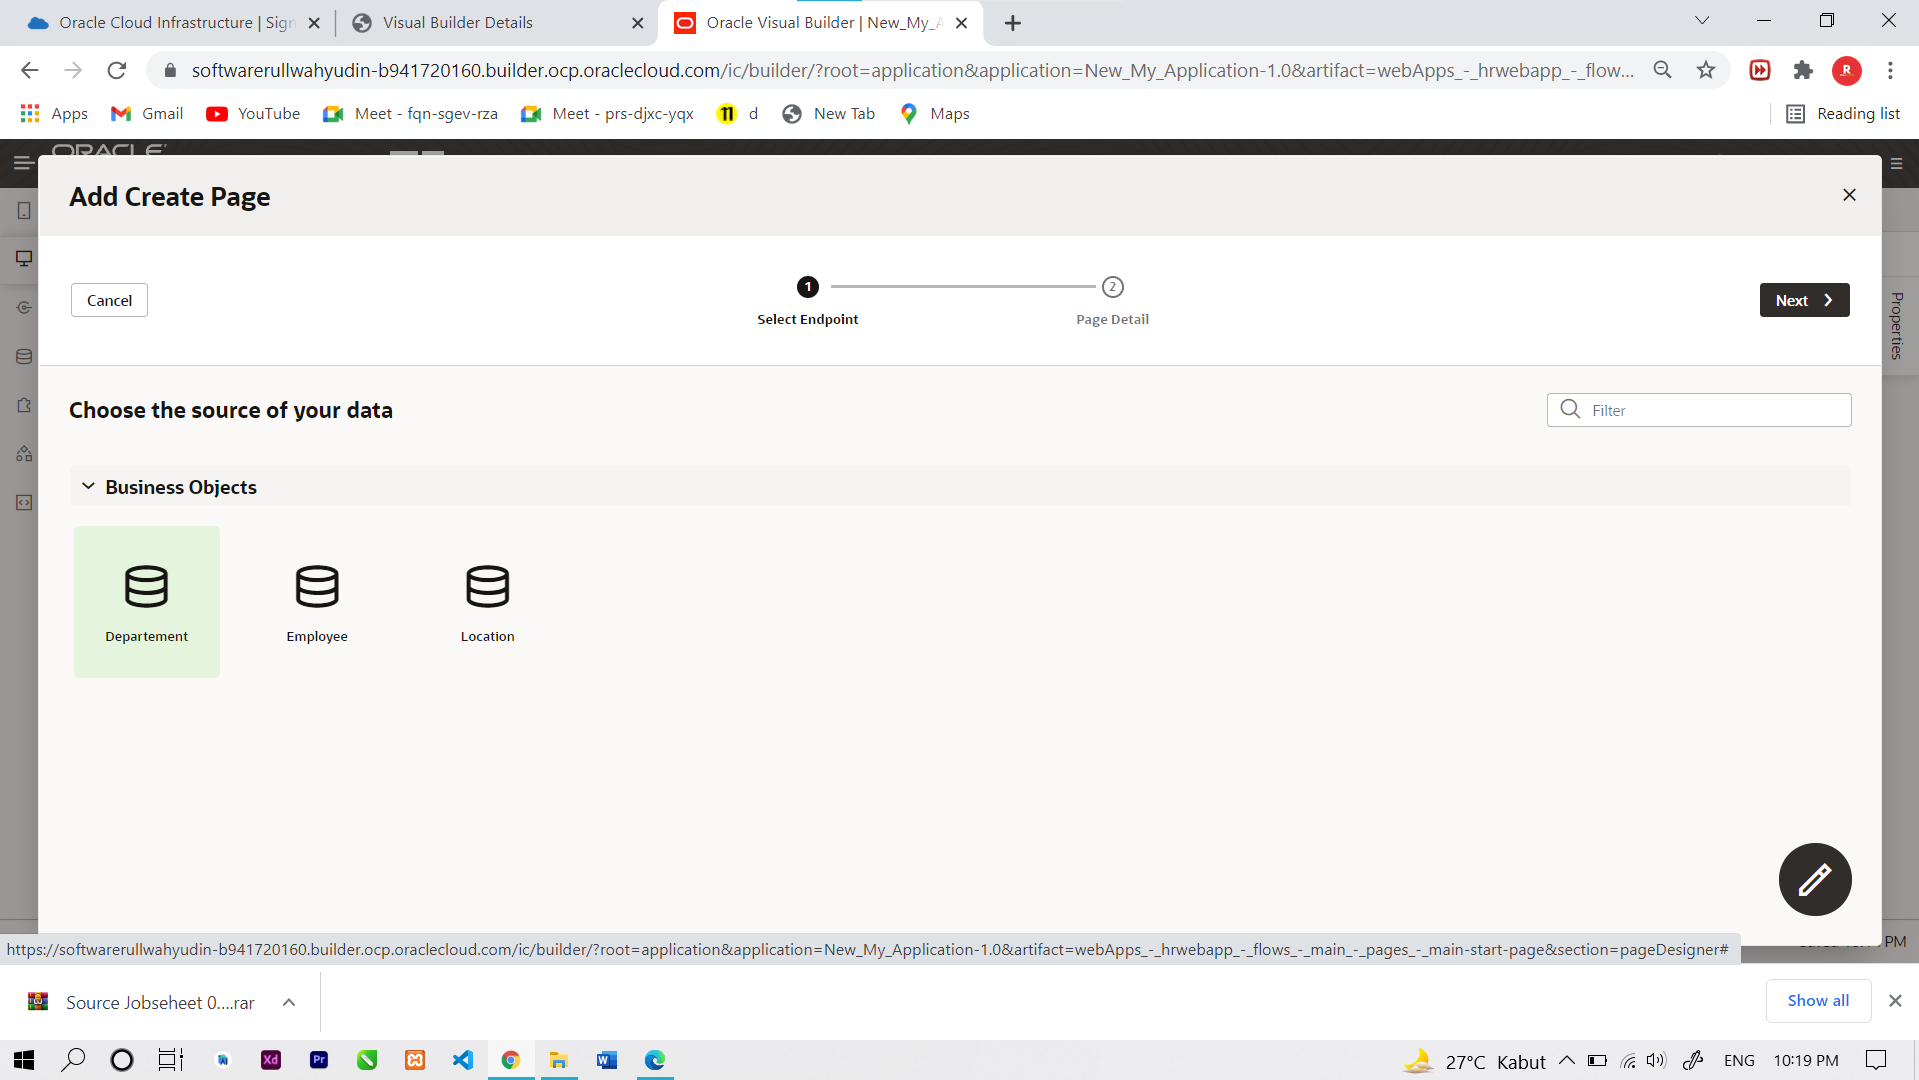 Oracle Cloud Infrastructure | Sign
Visual Builder Details
Oracle Visual Builder | New_My_A
softwarerullwahyudin-b941720160.builder.ocp.oraclecloud.com/ic/builder/?root=application&application=New_My_Application-1.0&artifact=webApps_-_hrwebapp_-_flow...
R
Apps
Gmail
YouTube
Meet - fqn-sgev-rza
Meet - prs-djxc-yqx
d
New Tab
Maps
Reading list
ORACLE
Add Create Page
Cancel
1
2
Select Endpoint
Page Detail
Next
Properties
Choose the source of your data
Filter
Business Objects
Departement
Employee
Location
PM
https://softwarerullwahyudin-b941720160.builder.ocp.oraclecloud.com/ic/builder/?root=application&application=New_My_Application-1.0&artifact=webApps_-_hrwebapp_-_flows_-_main_-_pages_-_main-start-page&section=pageDesigner#
Source Jobseheet 0....rar
Show all
Xd
Pr
27°C Kabut
ENG
10:19 PM